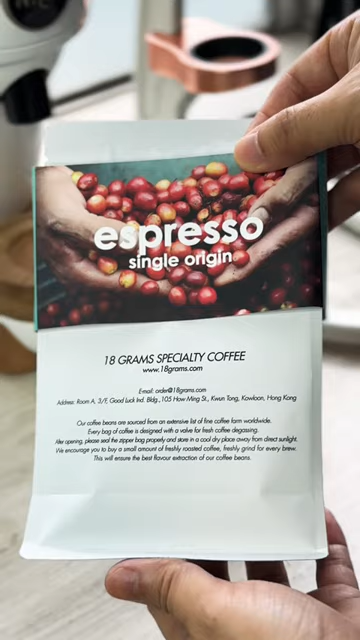 espresso
single origin
18 GRAMS SPECIALTY COFFEE
www.18grams.com
E-mail: order@18grams.com
Address: Room A, 3/F, Good Luck Ind. Bldg., 105 How Ming St., Kwun Tong, Kowloon, Hong Kong
Our coffee beans are sourced from an extensive list of fine coffee farm worldwide.
Every bag of coffee is designed with a valve for fresh coffee degassing.
After opening, please seal the zipper bag properly and store in a cool dry place away from direct sunlight.
We encourage you to buy a small amount of freshly roasted coffee, freshly grind for every brew.
This will ensure the best flavour extraction of our coffee beans.